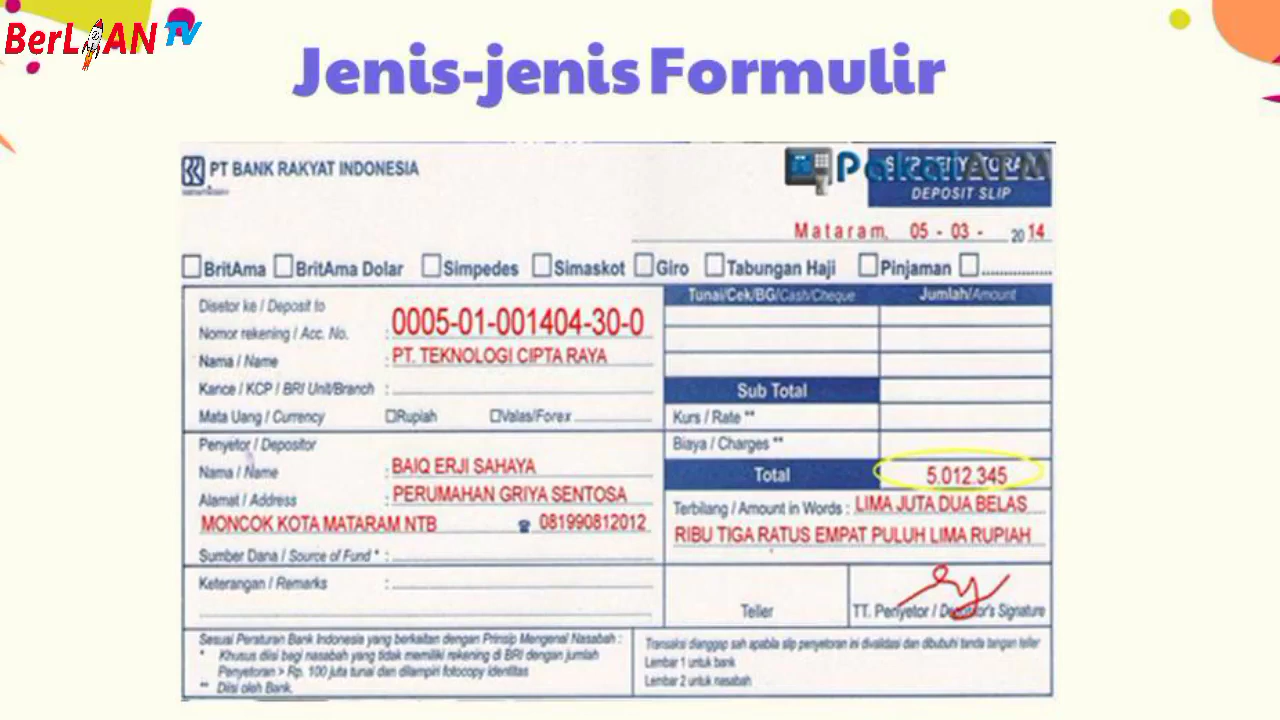 BerLIAN TV
Jenis-jenis Formulir
PT BANK RAKYAT INDONESIA
Pakai ATM
SLIP PENYETORAN
DEPOSIT SLIP
Mataram, 05 - 03 - 2014
BritAma BritAma Dolar Simpedes Simaskot Giro Tabungan Haji Pinjaman ..............
Disetor ke / Deposit to
Nomor rekening / Acc. No. : 0005-01-001404-30-0
Nama / Name : PT. TEKNOLOGI CIPTA RAYA
Kance / KCP / BRI Unit/Branch :
Mata Uang / Currency Rupiah Valas/Forex
Penyetor / Depositor
Nama / Name : BAIQ ERJI SAHAYA
Alamat / Address : PERUMAHAN GRIYA SENTOSA
MONCOK KOTA MATARAM NTB ☎ 081990812012
Sumber Dana / Source of Fund * :
Keterangan / Remarks :
Tunai/Cek/BG/Cash/Cheque Jumlah/Amount
Sub Total
Kurs / Rate **
Biaya / Charges **
Total 5.012.345
Terbilang / Amount in Words : LIMA JUTA DUA BELAS
RIBU TIGA RATUS EMPAT PULUH LIMA RUPIAH
Teller TT. Penyetor / Depositor's Signature
Sesuai Peraturan Bank Indonesia yang berkaitan dengan Prinsip Mengenal Nasabah :
* Khusus diisi bagi nasabah yang tidak memiliki rekening di BRI dengan jumlah
Penyetoran > Rp. 100 juta tunai dan dilampiri fotocopy identitas
** Diisi oleh Bank.
Transaksi dianggap sah apabila slip penyetoran ini divalidasi dan dibubuhi tanda tangan teller
Lembar 1 untuk bank
Lembar 2 untuk nasabah